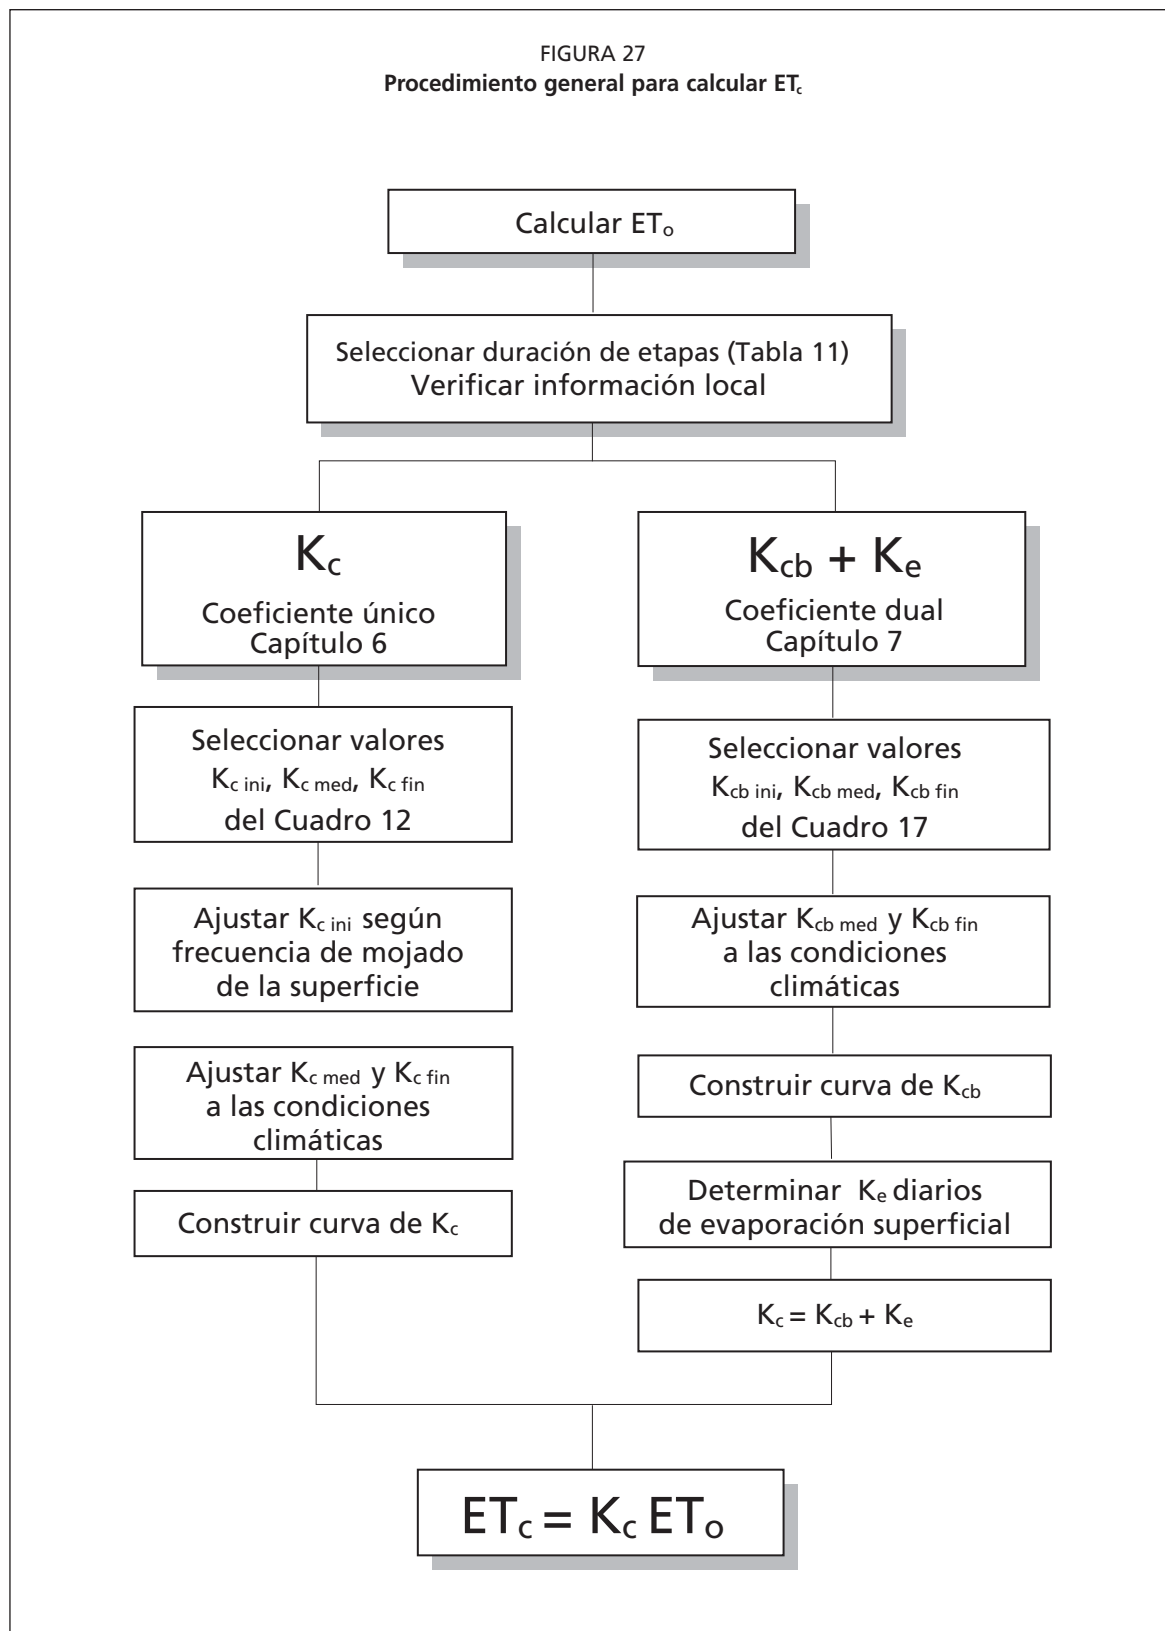 FIGURA 27
Procedimiento general para calcular ETc
Calcular ETo
Seleccionar duración de etapas (Tabla 11)
Verificar información local
Kc
Coeficiente único
Capítulo 6
Seleccionar valores
Kc ini, Kc med, Kc fin
del Cuadro 12
Ajustar Kc ini según
frecuencia de mojado
de la superficie
Ajustar Kc med y Kc fin
a las condiciones
climáticas
Construir curva de Kc
Kcb + Ke
Coeficiente dual
Capítulo 7
Seleccionar valores
Kcb ini, Kcb med, Kcb fin
del Cuadro 17
Ajustar Kcb med y Kcb fin
a las condiciones
climáticas
Construir curva de Kcb
Determinar Ke diarios
de evaporación superficial
Kc = Kcb + Ke
ETc = Kc ETo